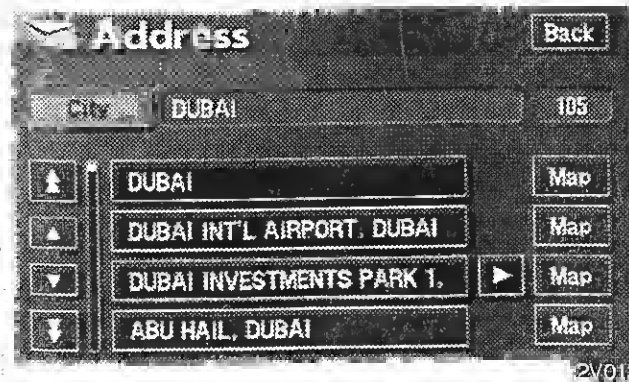 Address Back
City DUBAI 105
DUBAI Map
DUBAI INT'L AIRPORT, DUBAI Map
DUBAI INVESTMENTS PARK 1, Map
ABU HAIL, DUBAI Map